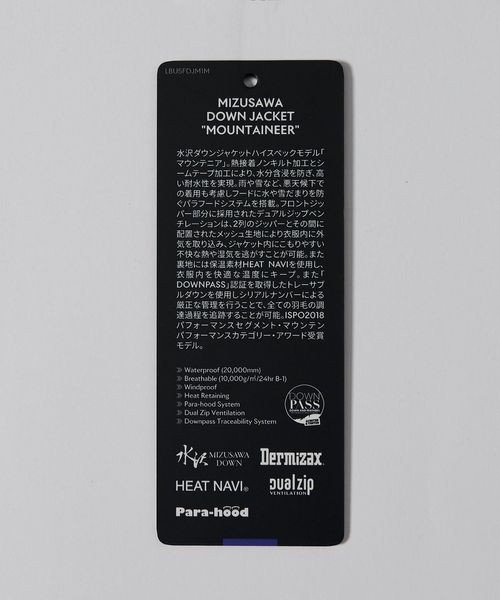 LBUSFDJM1M
MIZUSAWA
DOWN JACKET
"MOUNTAINEER"
水沢ダウンジャケットハイスペックモデル「
マウンテニア」。熱接着ノンキルト加工とシ
ームテープ加工により、水分含浸を防ぎ、高
い耐水性を実現。雨や雪など、悪天候下で
の着用も考慮しフードに水や雪だまりを防
ぐパラフードシステムを搭載。フロントジッ
パー部分に採用されたデュアルジップベン
チレーションは、2列のジッパーとその間に
配置されたメッシュ生地により衣服内に外
気を取り込み、ジャケット内にこもりやすい
不快な熱や湿気を逃がすことが可能。また
裏地には保温素材HEAT NAVIを使用し、
衣服内を快適な温度にキープ。また「
DOWNPASS」認証を取得したトレーサブ
ルダウンを使用しシリアルナンバーによる
厳正な管理を行うことで、全ての羽毛の調
達過程を追跡することが可能。ISPO2018
パフォーマンスセグメント・マウンテン
パフォーマンスカテゴリー・アワード受賞
モデル。
Waterproof (20,000mm)
Breathable (10,000g/㎡/24hr B-1)
Windproof
Heat Retaining
Para-hood System
Dual Zip Ventilation
Downpass Traceability System
DOWN
PASS
水沢 MIZUSAWA
DOWN
Dermizax®
HEAT NAVI®
Dualzip
VENTILATION
Para-hood